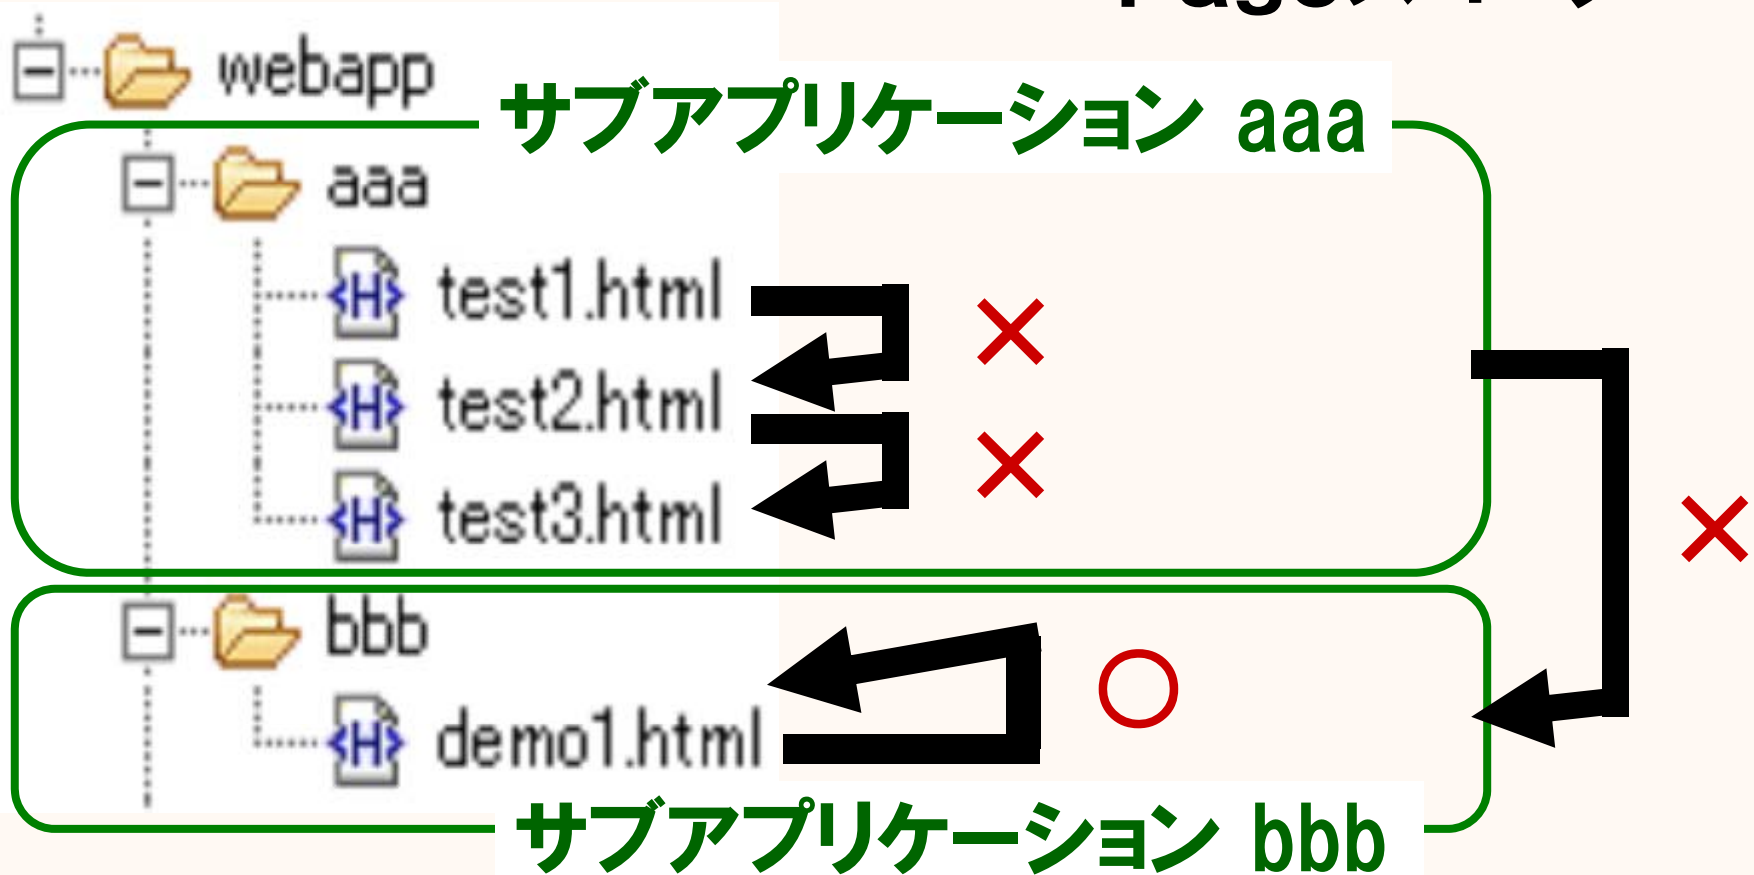 webapp
サブアプリケーション aaa
aaa
test1.html
×
test2.html
×
test3.html
×
bbb
○
demo1.html
サブアプリケーション bbb